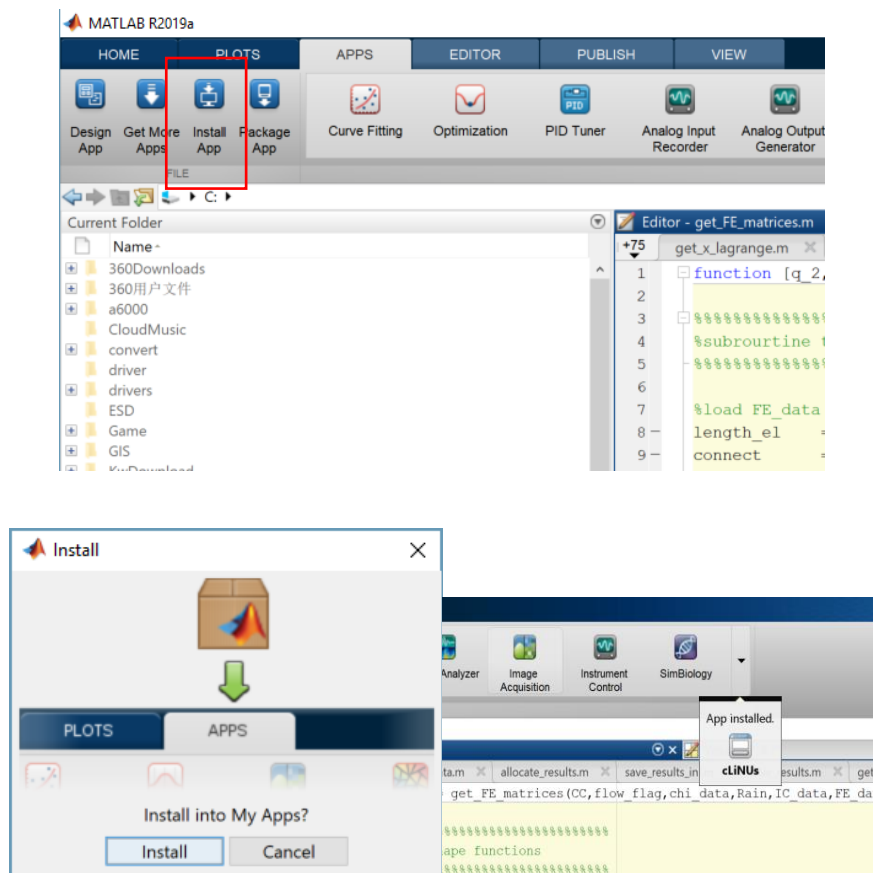 MATLAB R2019a
HOME PLOTS APPS EDITOR PUBLISH VIEW
Design App
Get More Apps
Install App
Package App
Curve Fitting
Optimization
PID
PID Tuner
Analog Input Recorder
Analog Output Generator
FILE
C:
Current Folder
Editor - get_FE_matrices.m
Name
+75
get_x_lagrange.m
360Downloads
360用户文件
a6000
CloudMusic
convert
driver
drivers
ESD
Game
GIS
KwDownload
1 function [q_2,
2
3 %%%%%%%%%%%%%%
4 %subrourtine
5 %%%%%%%%%%%%%%
6
7 %load FE_data
8 length_el =
9 connect =
Install
PLOTS APPS
Install into My Apps?
Install Cancel
Analyzer
Image Acquisition
Instrument Control
SimBiology
App installed.
cLiNUs
ta.m allocate_results.m save_results_in esults.m get
get_FE_matrices(CC,flow_flag,chi_data,Rain,IC_data,FE_da
%%%%%%%%%%%%%%%%%%%%%%%
ape functions
%%%%%%%%%%%%%%%%%%%%%%%